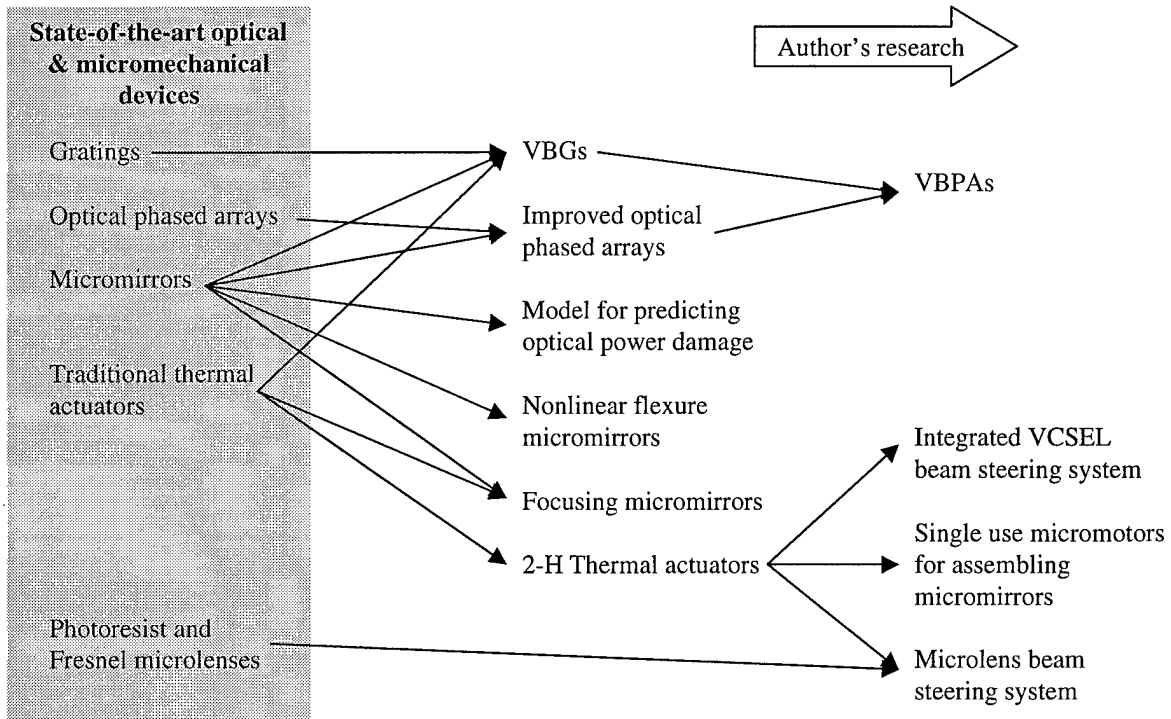 State-of-the-art optical
& micromechanical
devices
Author's research
Gratings
Optical phased arrays
Micromirrors
Traditional thermal
actuators
Photoresist and
Fresnel microlenses
VBGs
Improved optical
phased arrays
Model for predicting
optical power damage
Nonlinear flexure
micromirrors
Focusing micromirrors
2-H Thermal actuators
VBPAs
Integrated VCSEL
beam steering system
Single use micromotors
for assembling
micromirrors
Microlens beam
steering system